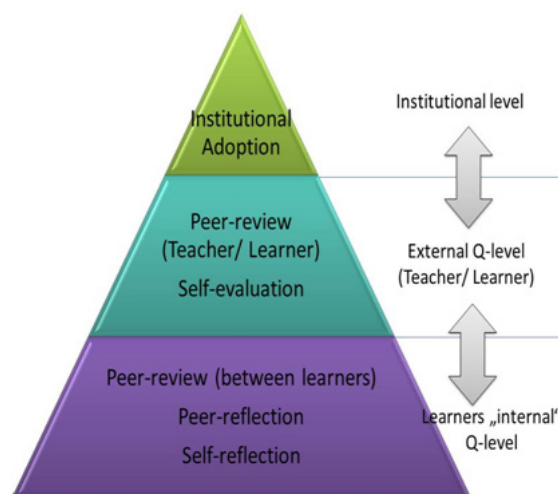 Institutional
Adoption
Institutional level
Peer-review
(Teacher/ Learner)
Self-evaluation
External Q-level
(Teacher/ Learner)
Peer-review (between learners)
Peer-reflection
Self-reflection
Learners „internal“
Q-level